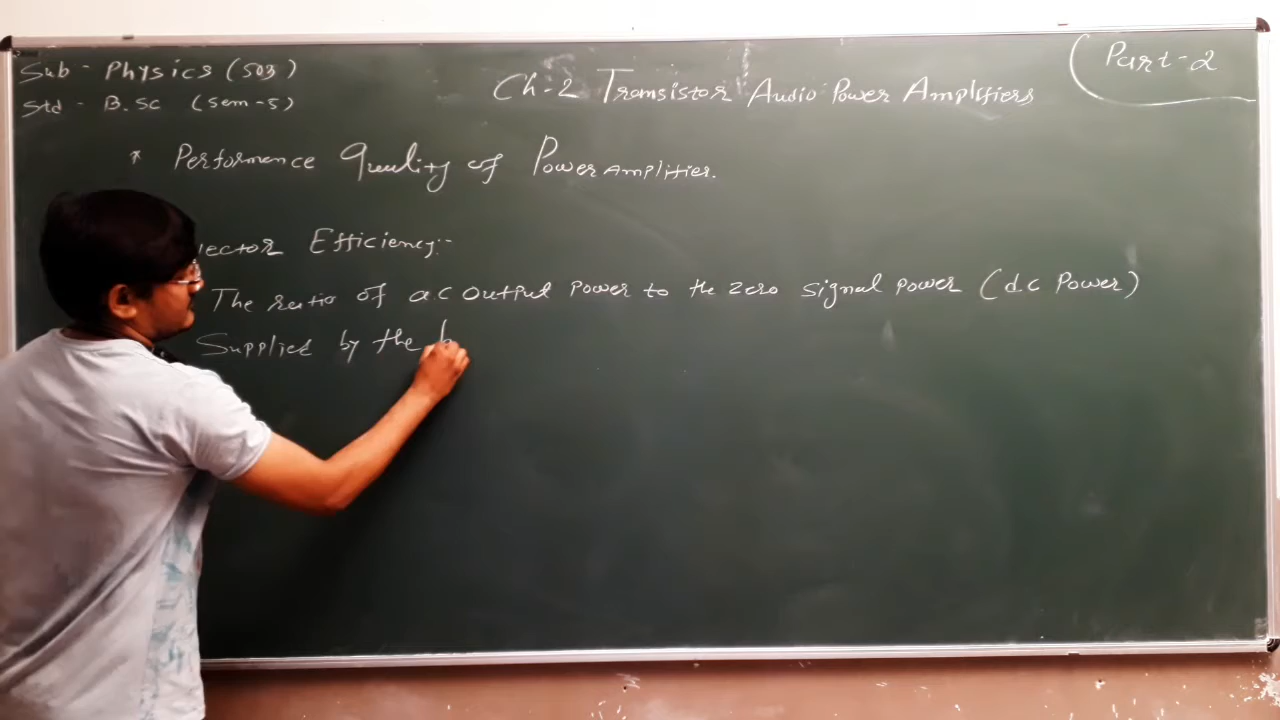 Sub - Physics (503)
Std - B.Sc (Sem-5)
Ch-2 Transistor Audio Power Amplifiers
Part-2
* Performance Quality of Power amplifier.
lector Efficiency:-
The ratio of a.c output power to the zero signal power (d.c Power)
Supplied by the b